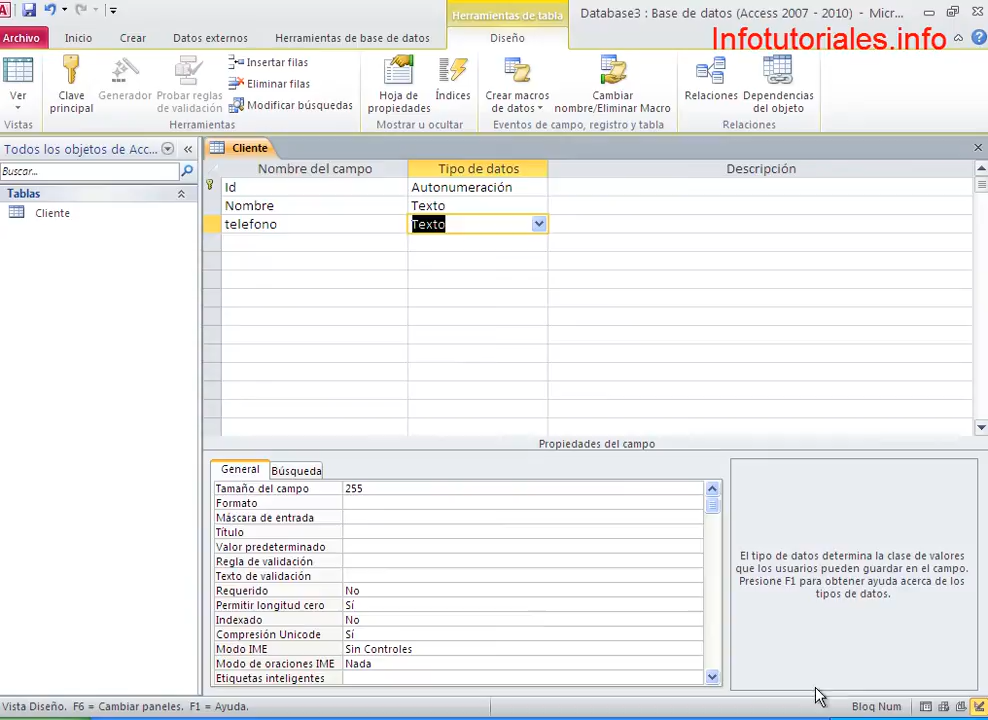 Herramientas de tabla
Database3 : Base de datos (Access 2007 - 2010) - Micr...
Archivo
Inicio
Crear
Datos externos
Herramientas de base de datos
Diseño
Infotutoriales.info
Ver
Clave principal
Generador
Probar reglas de validación
Insertar filas
Eliminar filas
Modificar búsquedas
Hoja de propiedades
Índices
Crear macros de datos
Cambiar nombre/Eliminar Macro
Relaciones
Dependencias del objeto
Vistas
Herramientas
Mostrar u ocultar
Eventos de campo, registro y tabla
Relaciones
Todos los objetos de Acc...
Buscar...
Tablas
Cliente
Cliente
Nombre del campo
Tipo de datos
Descripción
Id
Autonumeración
Nombre
Texto
telefono
Texto
Propiedades del campo
General
Búsqueda
Tamaño del campo
255
Formato
Máscara de entrada
Título
Valor predeterminado
Regla de validación
Texto de validación
Requerido
No
Permitir longitud cero
Sí
Indexado
No
Compresión Unicode
Sí
Modo IME
Sin Controles
Modo de oraciones IME
Nada
Etiquetas inteligentes
El tipo de datos determina la clase de valores
que los usuarios pueden guardar en el campo.
Presione F1 para obtener ayuda acerca de los
tipos de datos.
Vista Diseño. F6 = Cambiar paneles. F1 = Ayuda.
Bloq Num